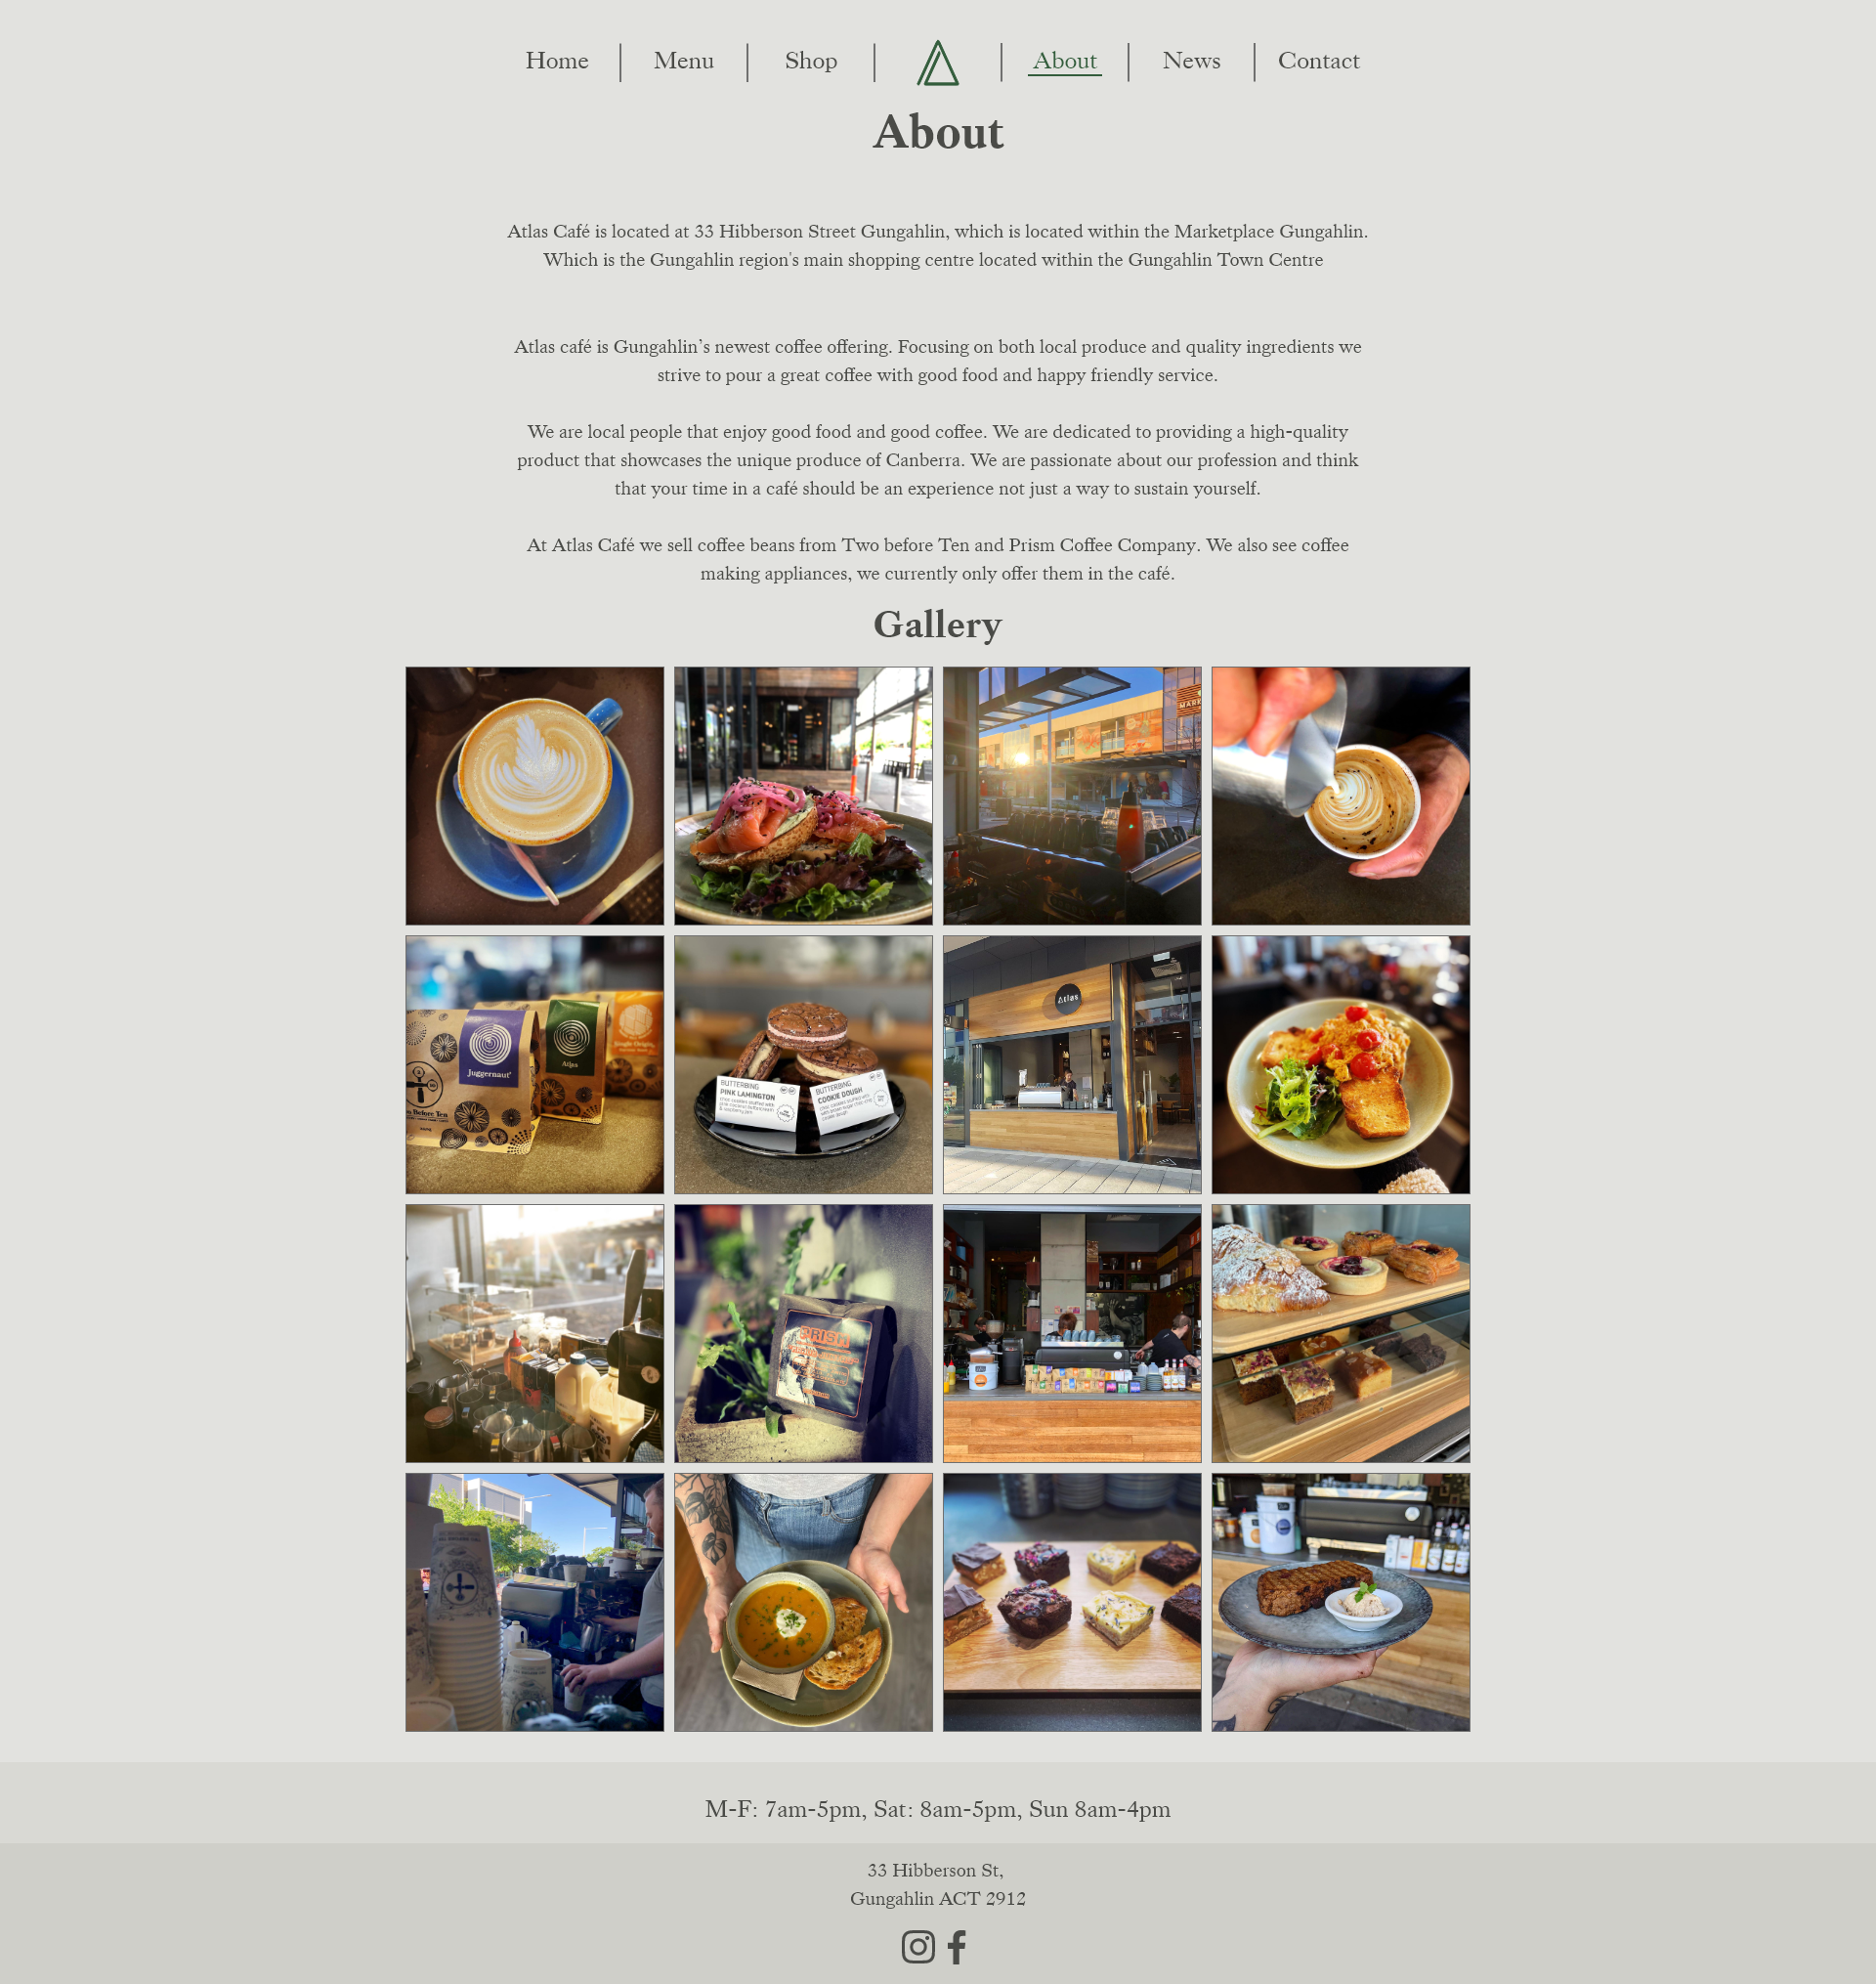 Home
Menu
Shop
About
News
Contact
About
Atlas Café is located at 33 Hibberson Street Gungahlin, which is located within the Marketplace Gungahlin.
Which is the Gungahlin region's main shopping centre located within the Gungahlin Town Centre
Atlas café is Gungahlin’s newest coffee offering. Focusing on both local produce and quality ingredients we
strive to pour a great coffee with good food and happy friendly service.
We are local people that enjoy good food and good coffee. We are dedicated to providing a high-quality
product that showcases the unique produce of Canberra. We are passionate about our profession and think
that your time in a café should be an experience not just a way to sustain yourself.
At Atlas Café we sell coffee beans from Two before Ten and Prism Coffee Company. We also see coffee
making appliances, we currently only offer them in the café.
Gallery
Juggernaut
Atlas
Single Origin
Before Ten
BUTTERBING
PINK LAMINGTON
BUTTERBING
COOKIE DOUGH
Atlas
M-F: 7am-5pm, Sat: 8am-5pm, Sun 8am-4pm
33 Hibberson St,
Gungahlin ACT 2912